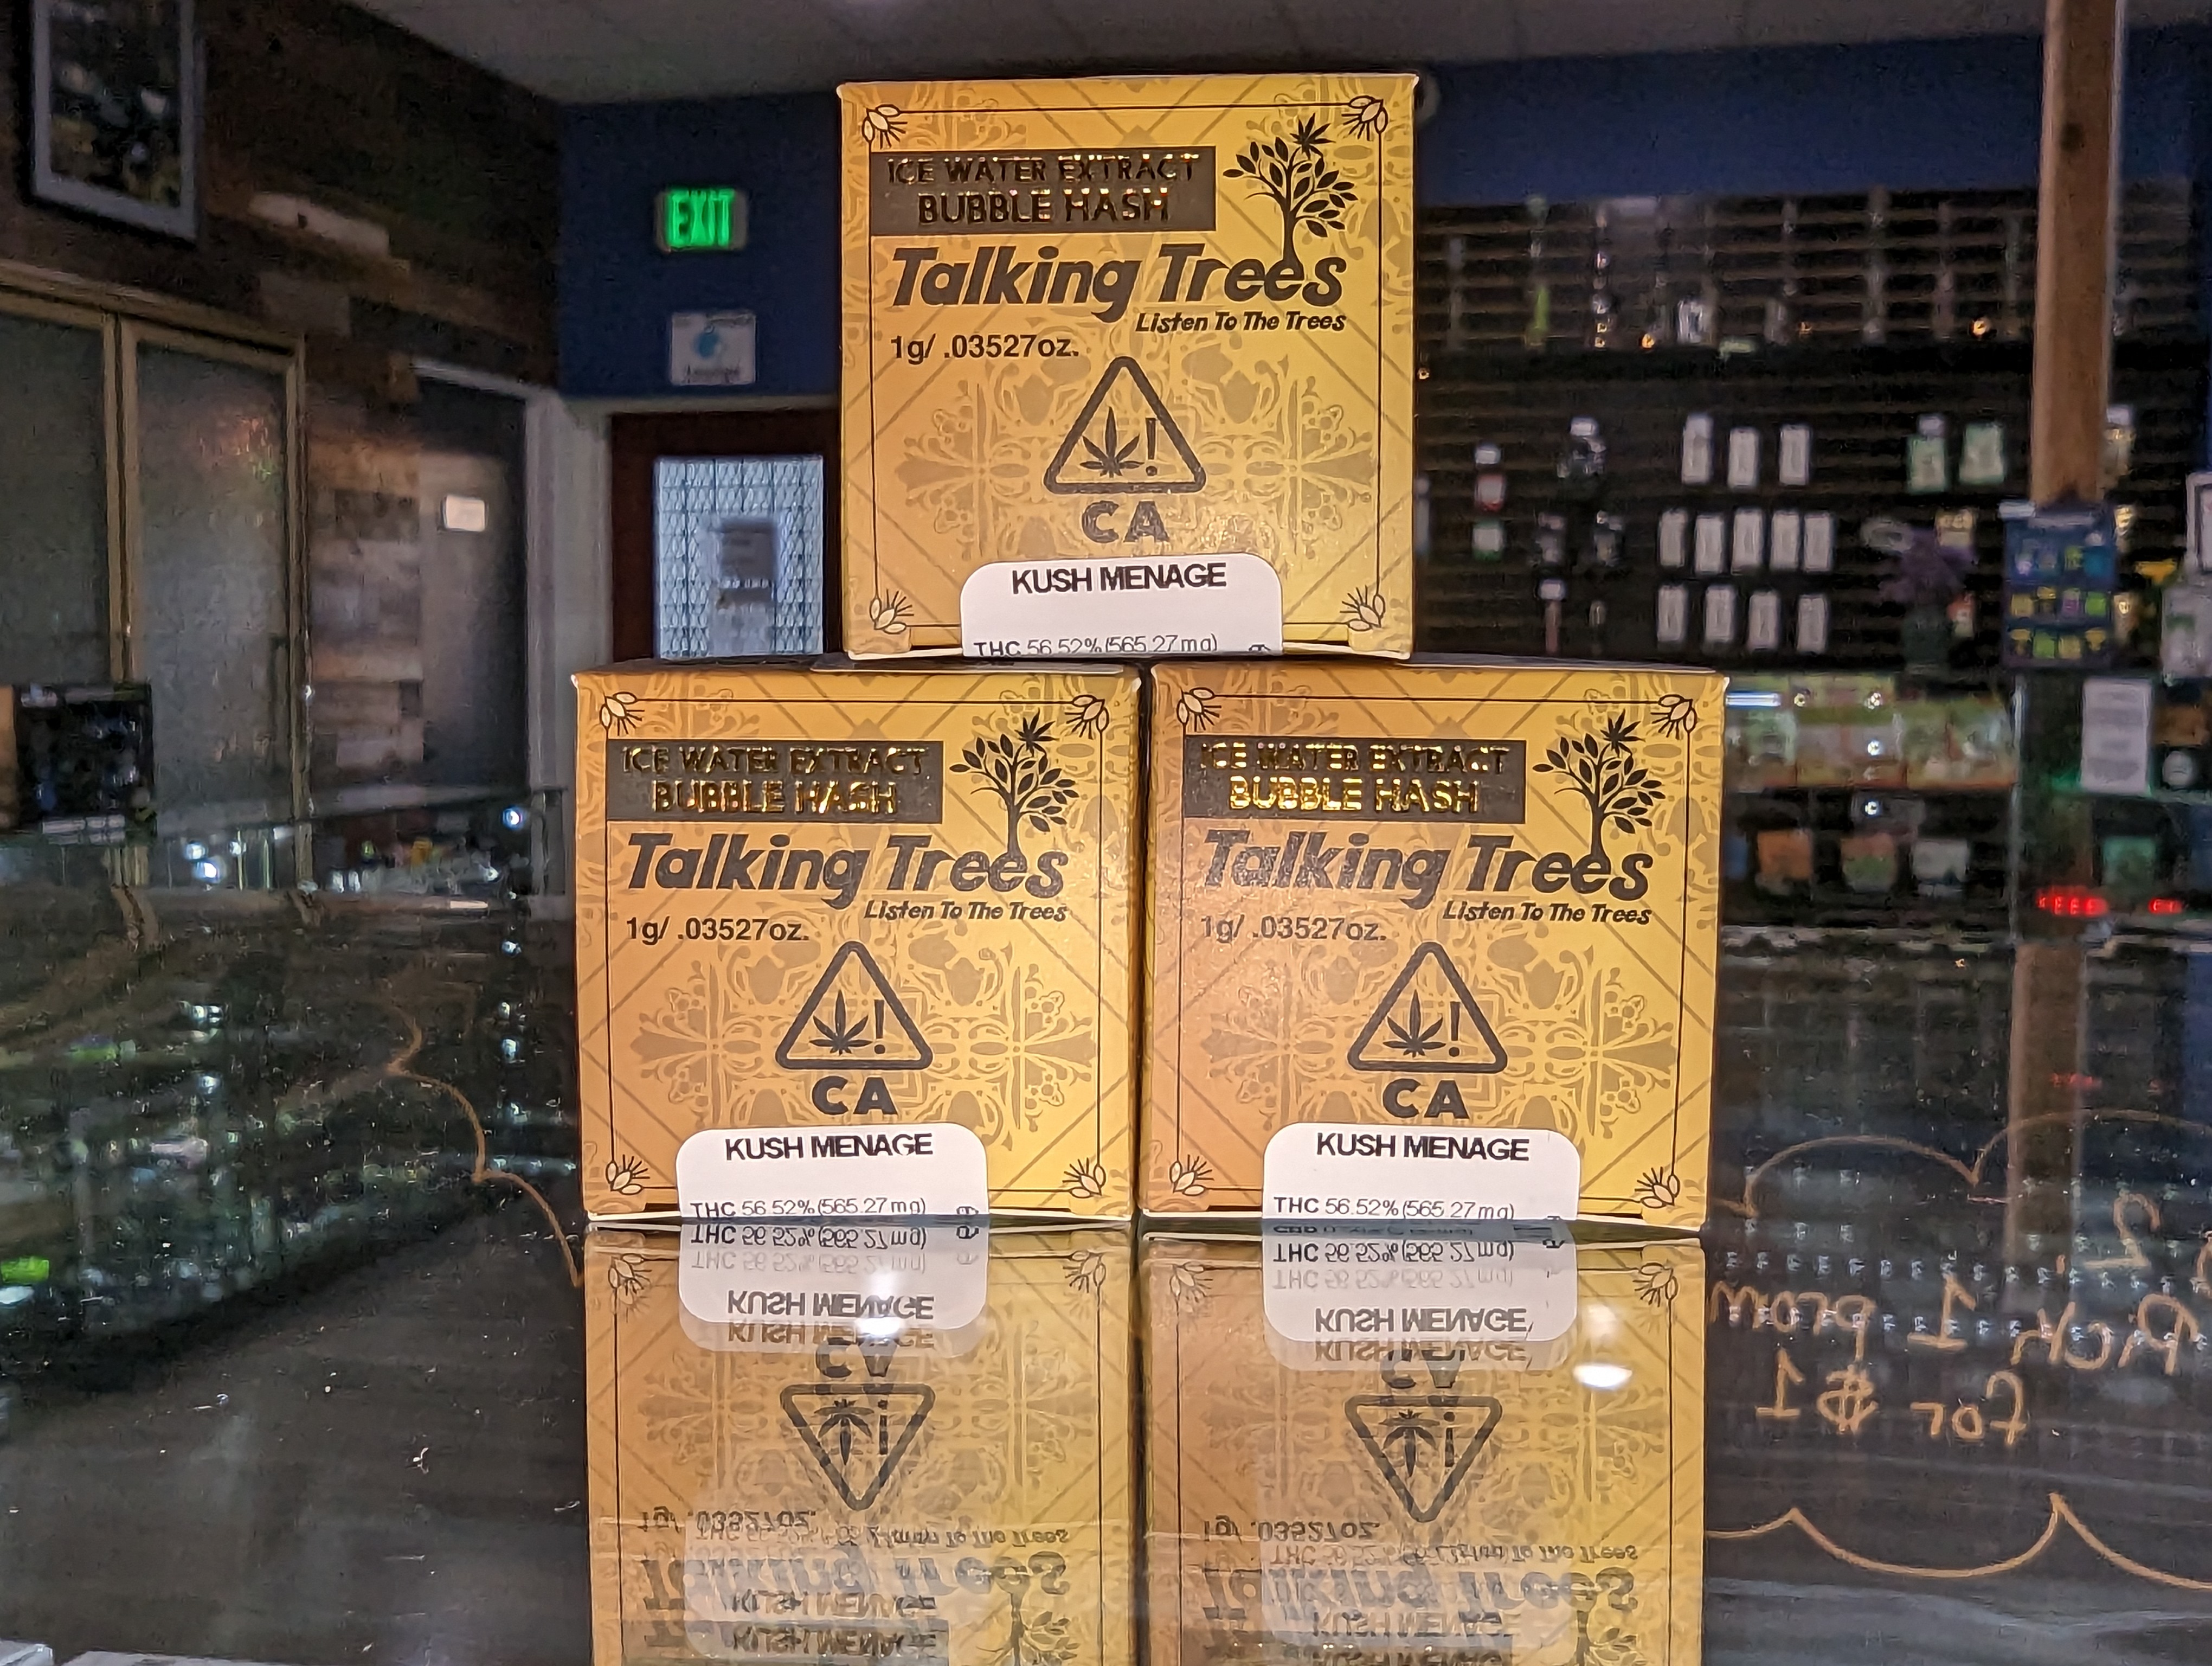 EXIT
ICE WATER EXTRACT
BUBBLE HASH
Talking Trees
Listen To The Trees
1g/ .03527oz.
CA
KUSH MENAGE
THC 56.52% (565.27mg)
ICE WATER EXTRACT
BUBBLE HASH
Talking Trees
Listen To The Trees
1g/ .03527oz.
CA
KUSH MENAGE
THC 56.52% (565.27mg)
ICE WATER EXTRACT
BUBBLE HASH
Talking Trees
Listen To The Trees
1g/ .03527oz.
CA
KUSH MENAGE
THC 56.52% (565.27mg)
Pick 1 prom
for $1